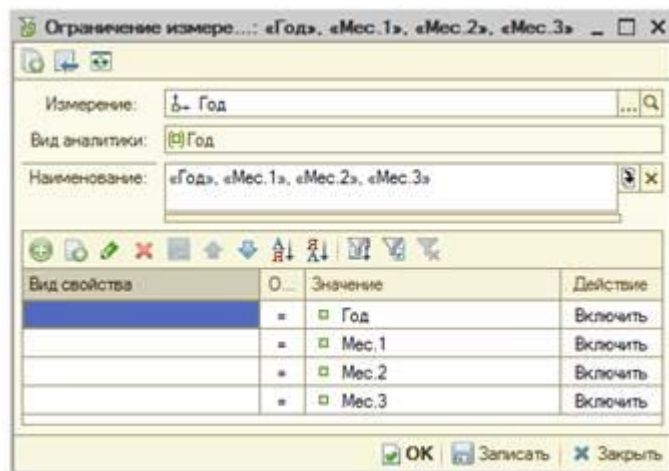 Ограничение измере...: «Год», «Мес.1», «Мес.2», «Мес.3»
Измерение: Год ...
Вид аналитики: Год
Наименование: «Год», «Мес.1», «Мес.2», «Мес.3»
Вид свойства О... Значение Действие
= Год Включить
= Мес.1 Включить
= Мес.2 Включить
= Мес.3 Включить
OK Записать Закрыть